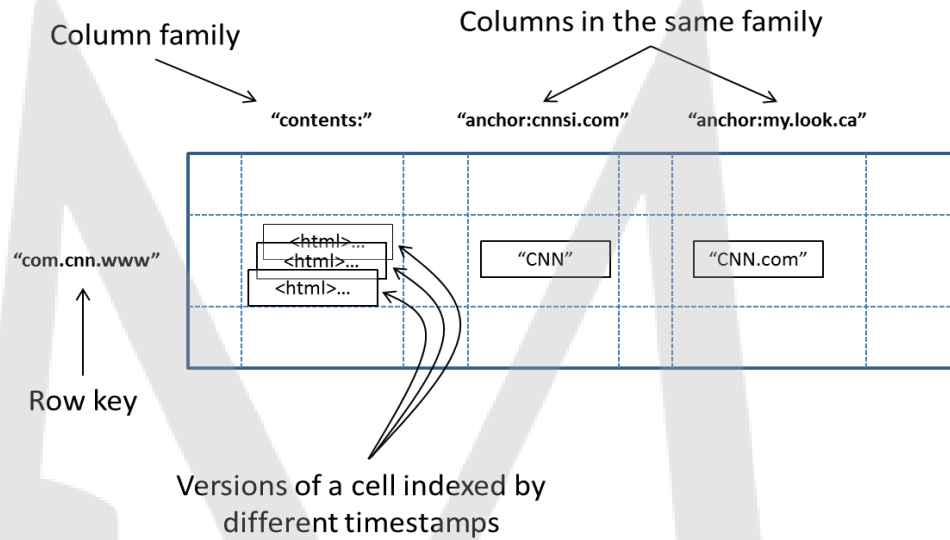 Column family
Columns in the same family
“contents:”
“anchor:cnnsi.com”
“anchor:my.look.ca”
“com.cnn.www”
<html>...
<html>...
<html>...
“CNN”
“CNN.com”
Row key
Versions of a cell indexed by
different timestamps